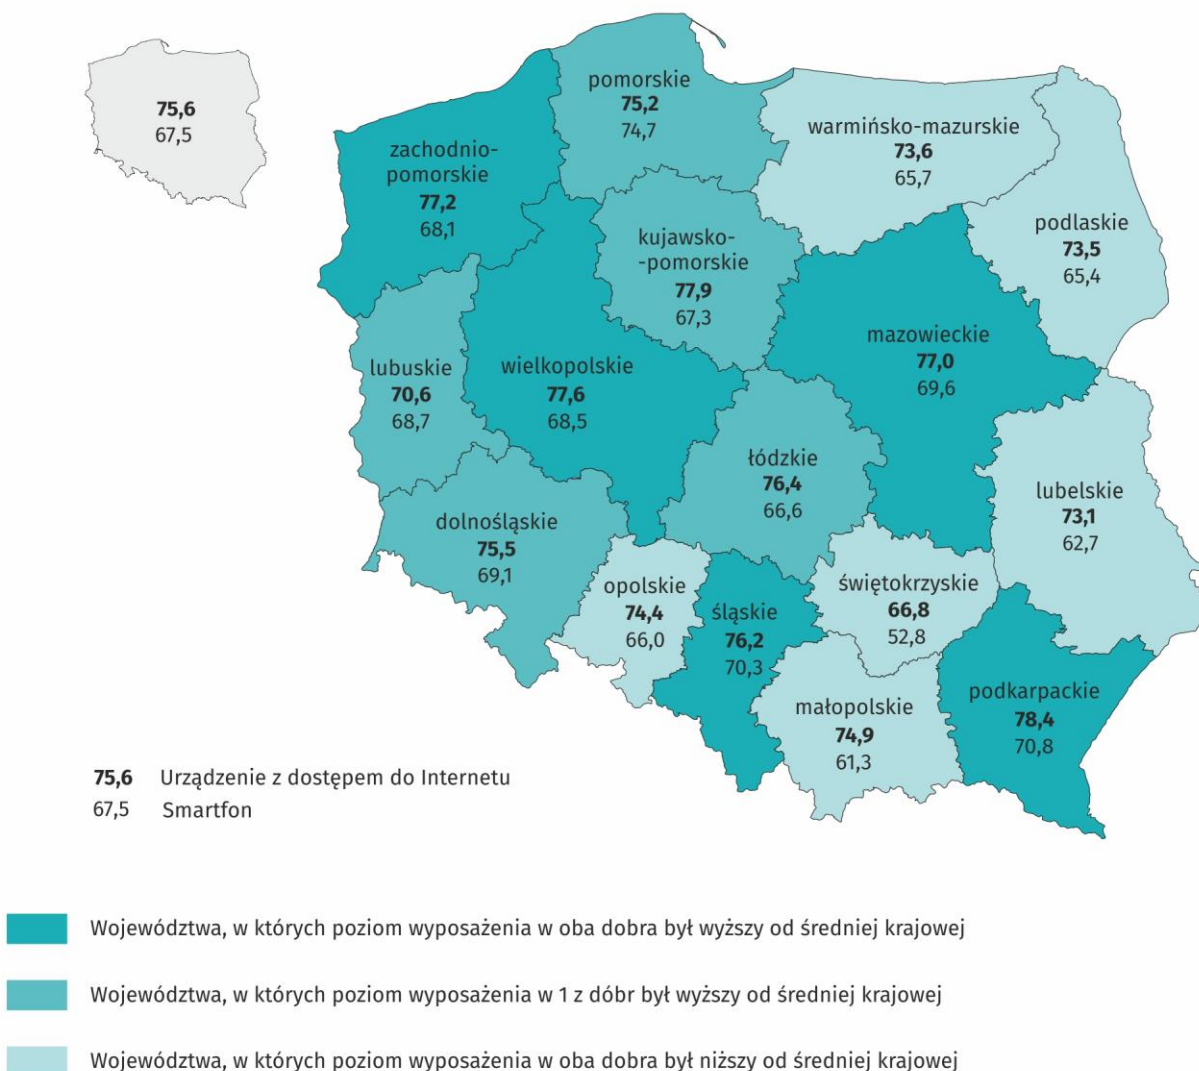 75,6
67,5
pomorskie
75,2
74,7
warmińsko-mazurskie
73,6
65,7
zachodnio-
pomorskie
77,2
68,1
kujawsko-
-pomorskie
77,9
67,3
podlaskie
73,5
65,4
lubuskie
70,6
68,7
wielkopolskie
77,6
68,5
mazowieckie
77,0
69,6
łódzkie
76,4
66,6
lubelskie
73,1
62,7
dolnośląskie
75,5
69,1
opolskie
74,4
66,0
śląskie
76,2
70,3
świętokrzyskie
66,8
52,8
małopolskie
74,9
61,3
podkarpackie
78,4
70,8
75,6 Urządzenie z dostępem do Internetu
67,5 Smartfon
Województwa, w których poziom wyposażenia w oba dobra był wyższy od średniej krajowej
Województwa, w których poziom wyposażenia w 1 z dóbr był wyższy od średniej krajowej
Województwa, w których poziom wyposażenia w oba dobra był niższy od średniej krajowej